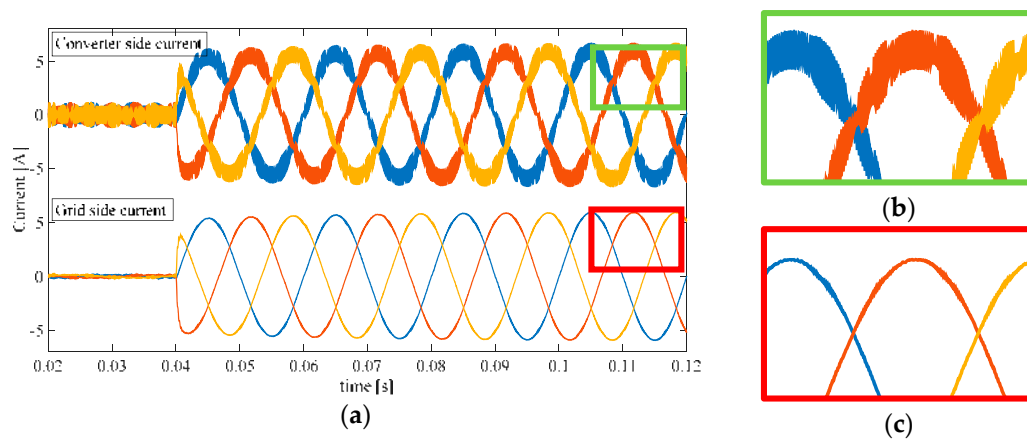 Converter side current
5
0
-5
Grid side current
5
0
-5
Current [A]
0.02 0.03 0.04 0.05 0.06 0.07 0.08 0.09 0.1 0.11 0.12
time [s]
(a)
(b)
(c)